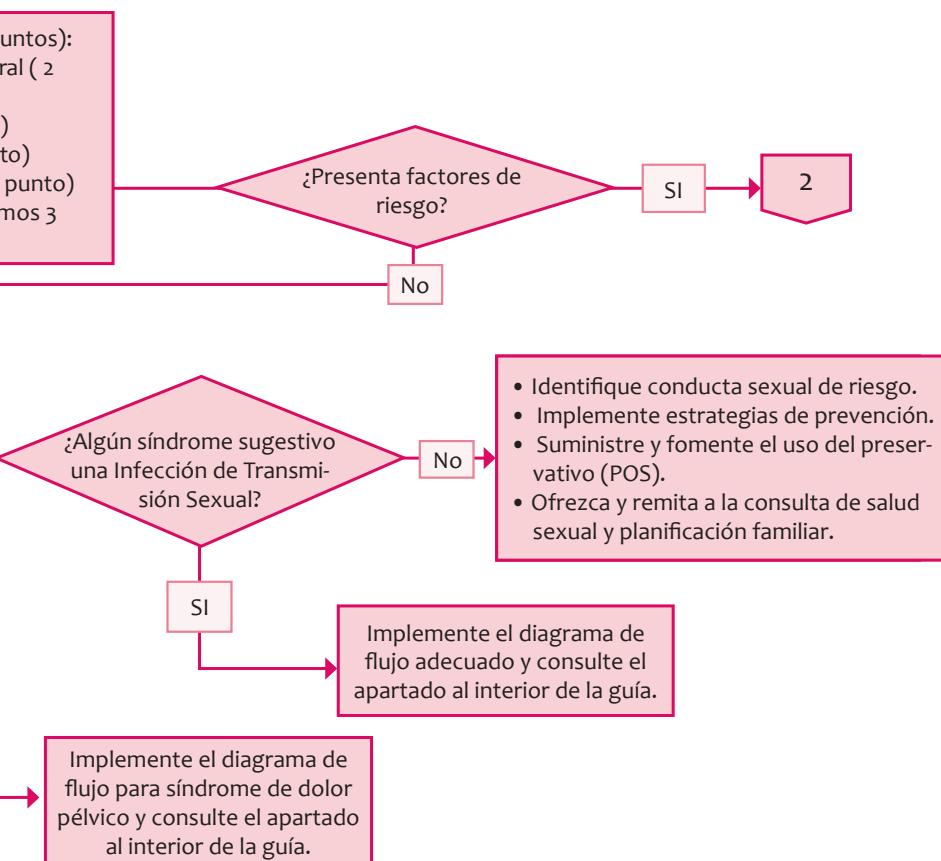 untos):
ral ( 2
)
to)
punto)
mos 3
¿Presenta factores de
riesgo?
SI
2
No
¿Algún síndrome sugestivo
una Infección de Transmi-
sión Sexual?
No
• Identifique conducta sexual de riesgo.
• Implemente estrategias de prevención.
• Suministre y fomente el uso del preser-
vativo (POS).
• Ofrezca y remita a la consulta de salud
sexual y planificación familiar.
SI
Implemente el diagrama de
flujo adecuado y consulte el
apartado al interior de la guía.
Implemente el diagrama de
flujo para síndrome de dolor
pélvico y consulte el apartado
al interior de la guía.